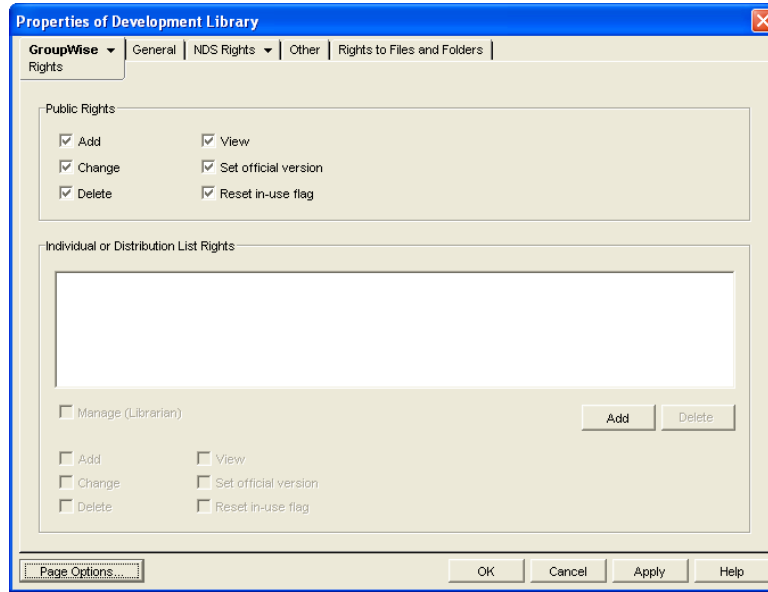 Properties of Development Library
GroupWise General NDS Rights Other Rights to Files and Folders
Rights
Public Rights
Add View
Change Set official version
Delete Reset in-use flag
Individual or Distribution List Rights
Manage (Librarian)
Add Delete
Add View
Change Set official version
Delete Reset in-use flag
Page Options... OK Cancel Apply Help